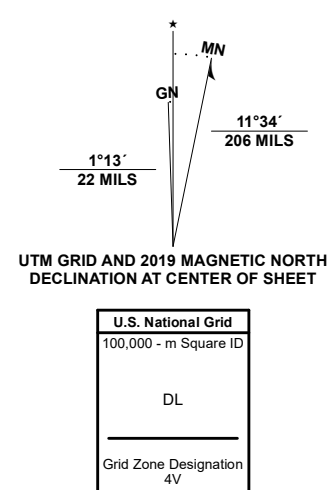 ★
MN
GN
11°34´
206 MILS
1°13´
22 MILS
UTM GRID AND 2019 MAGNETIC NORTH
DECLINATION AT CENTER OF SHEET
U.S. National Grid
100,000 - m Square ID
DL
Grid Zone Designation
4V